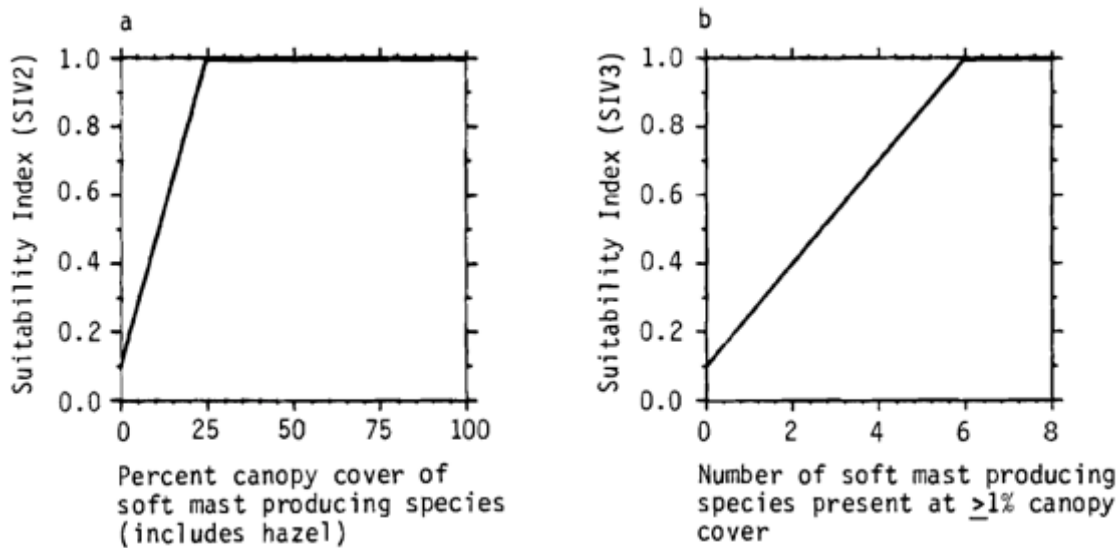 a
Suitability Index (SIV2)
1.0
0.8
0.6
0.4
0.2
0.0
0 25 50 75 100
Percent canopy cover of
soft mast producing species
(includes hazel)
b
Suitability Index (SIV3)
1.0
0.8
0.6
0.4
0.2
0.0
0 2 4 6 8
Number of soft mast producing
species present at ≥1% canopy
cover